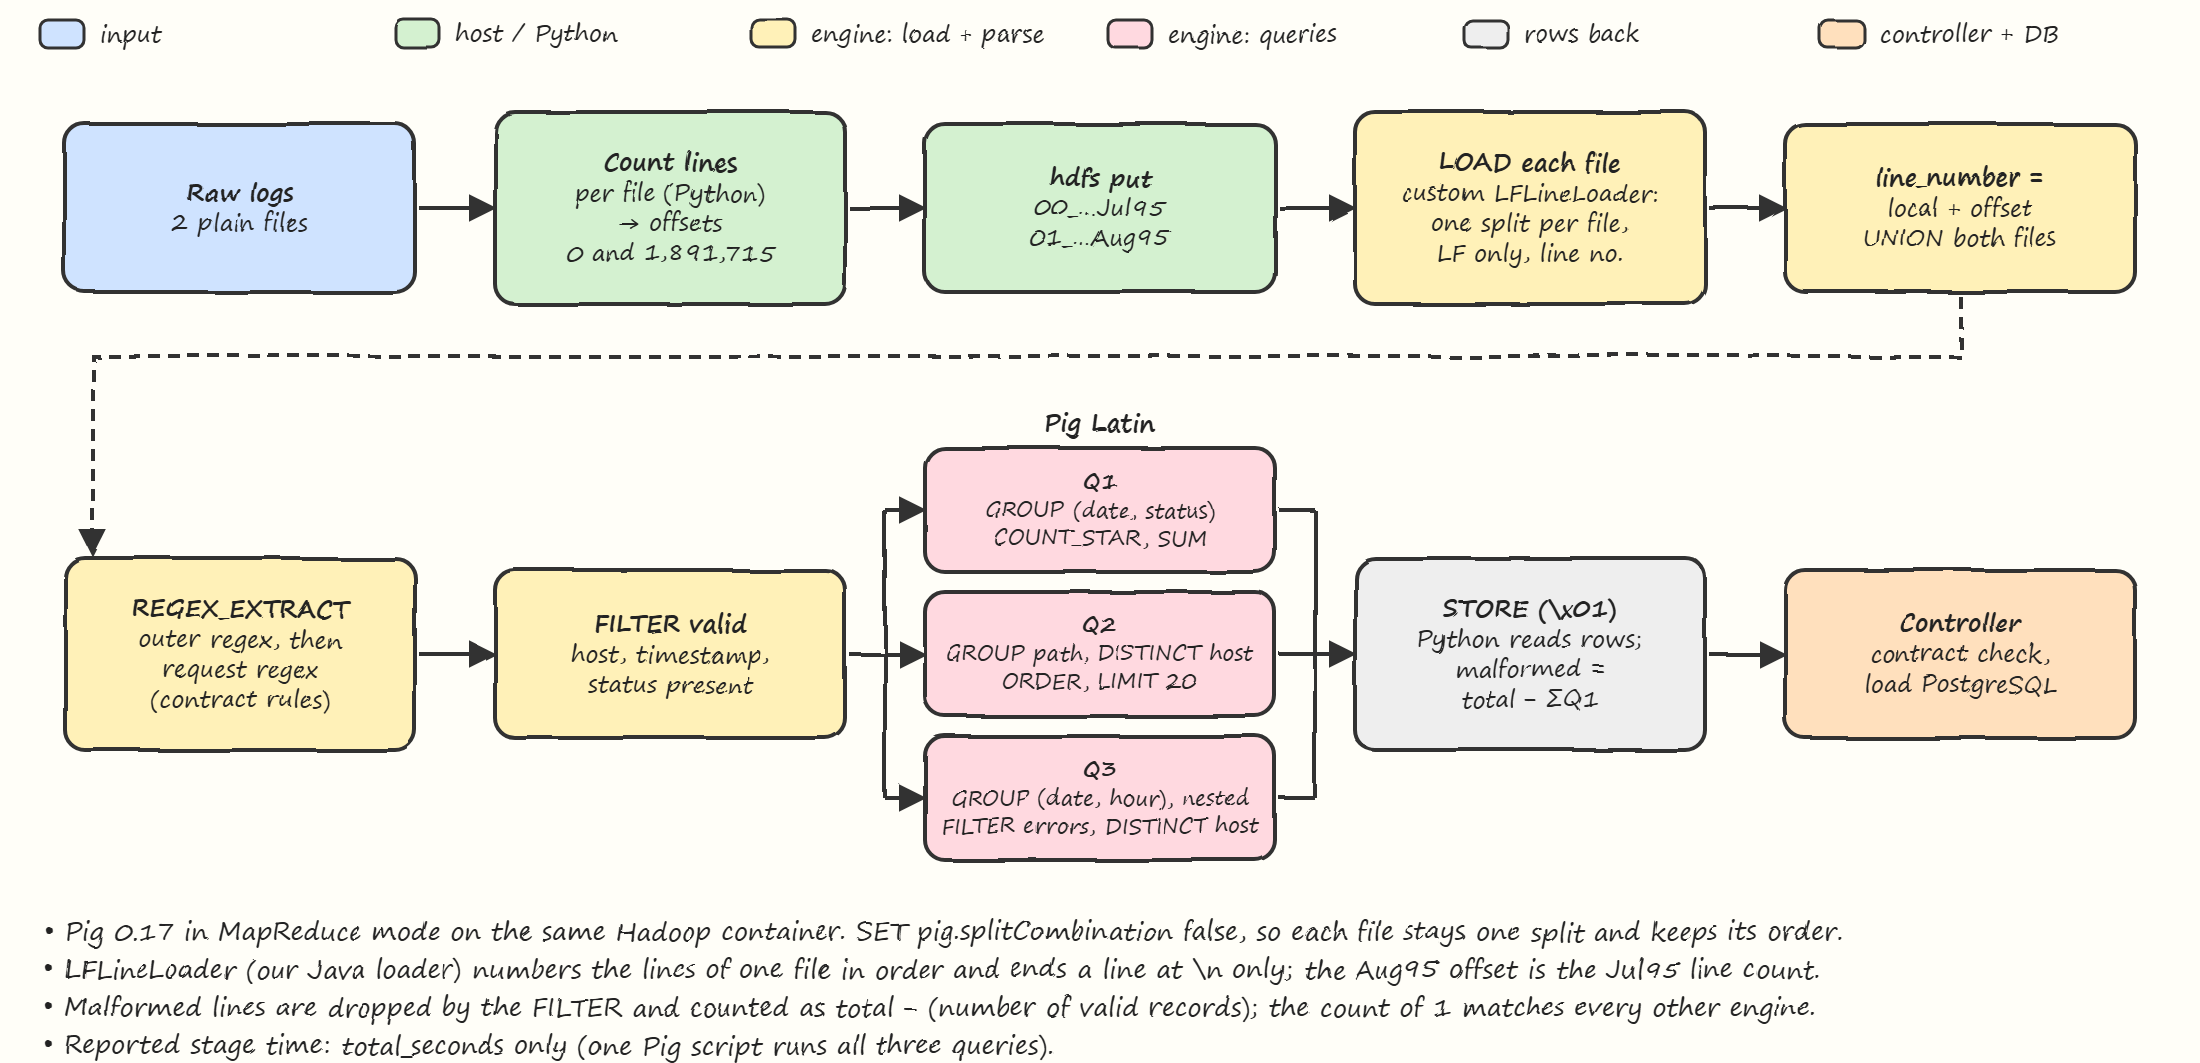 input
host / Python
engine: load + parse
engine: queries
rows back
controller + DB
Raw logs
2 plain files
Count lines
per file (Python)
→ offsets
0 and 1,891,715
hdfs put
00_...Jul95
01_...Aug95
LOAD each file
custom LFLineLoader:
one split per file,
LF only, line no.
line_number =
local + offset
UNION both files
Pig Latin
REGEX_EXTRACT
outer regex, then
request regex
(contract rules)
FILTER valid
host, timestamp,
status present
Q1
GROUP (date, status)
COUNT_STAR, SUM
Q2
GROUP path, DISTINCT host
ORDER, LIMIT 20
Q3
GROUP (date, hour), nested
FILTER errors, DISTINCT host
STORE (\x01)
Python reads rows;
malformed =
total - ΣQ1
Controller
contract check,
load PostgreSQL
• Pig 0.17 in MapReduce mode on the same Hadoop container. SET pig.splitCombination false, so each file stays one split and keeps its order.
• LFLineLoader (our Java loader) numbers the lines of one file in order and ends a line at \n only; the Aug95 offset is the Jul95 line count.
• Malformed lines are dropped by the FILTER and counted as total - (number of valid records); the count of 1 matches every other engine.
• Reported stage time: total_seconds only (one Pig script runs all three queries).